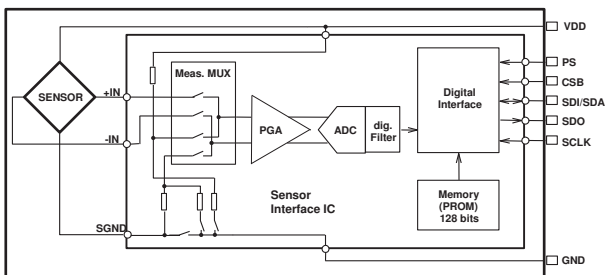 VDD
PS
CSB
SDI/SDA
SDO
SCLK
GND
SENSOR
+IN
-IN
SGND
Meas. MUX
PGA
ADC
dig.
Filter
Digital
Interface
Memory
(PROM)
128 bits
Sensor
Interface IC